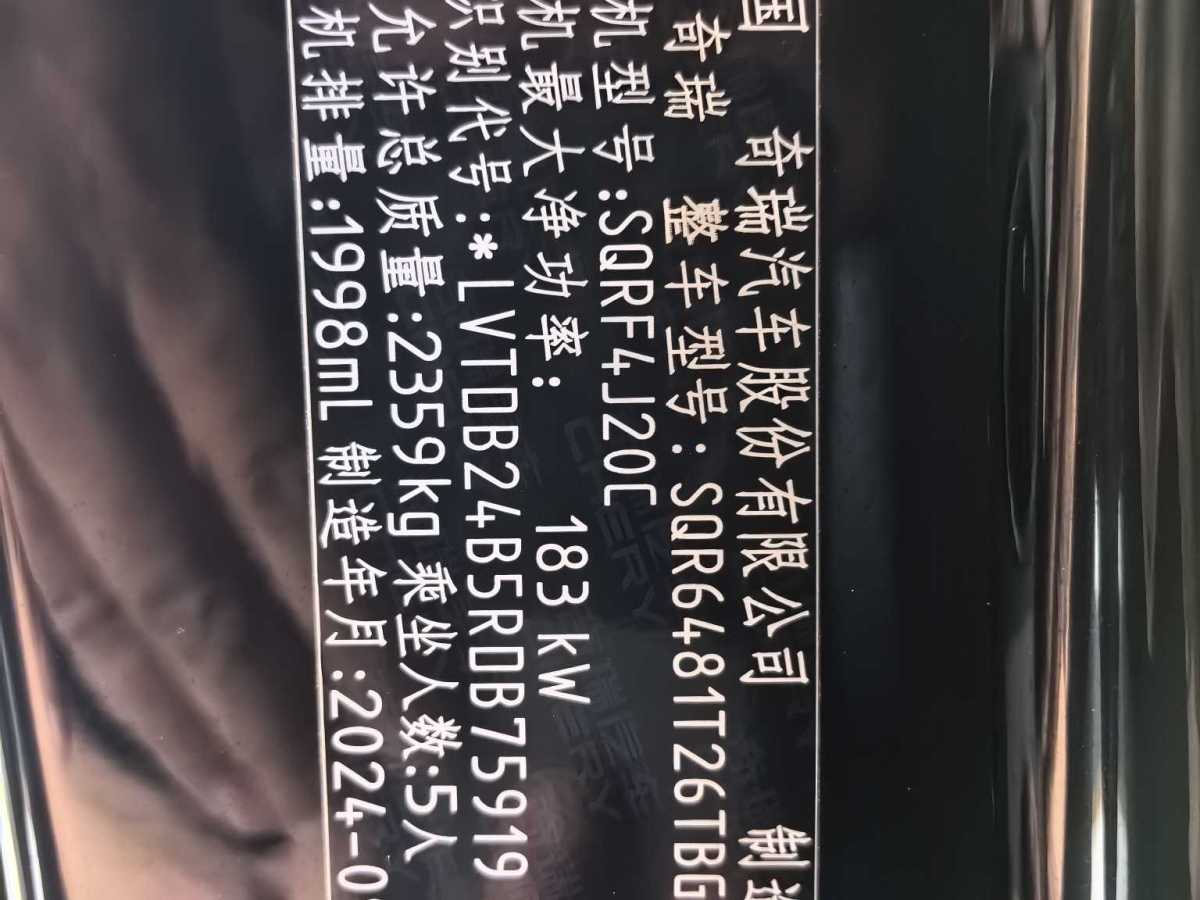 国 奇瑞汽车股份有限公司 制造
奇瑞 整车型号:SQR6481T26TBG
机型号:SQRF4J20C
机最大净功率: 183 kW
识别代号:*LVTDB24B5RDB75919
允许总质量:2359kg 乘坐人数:5人
机排量:1998mL 制造年月:2024-0